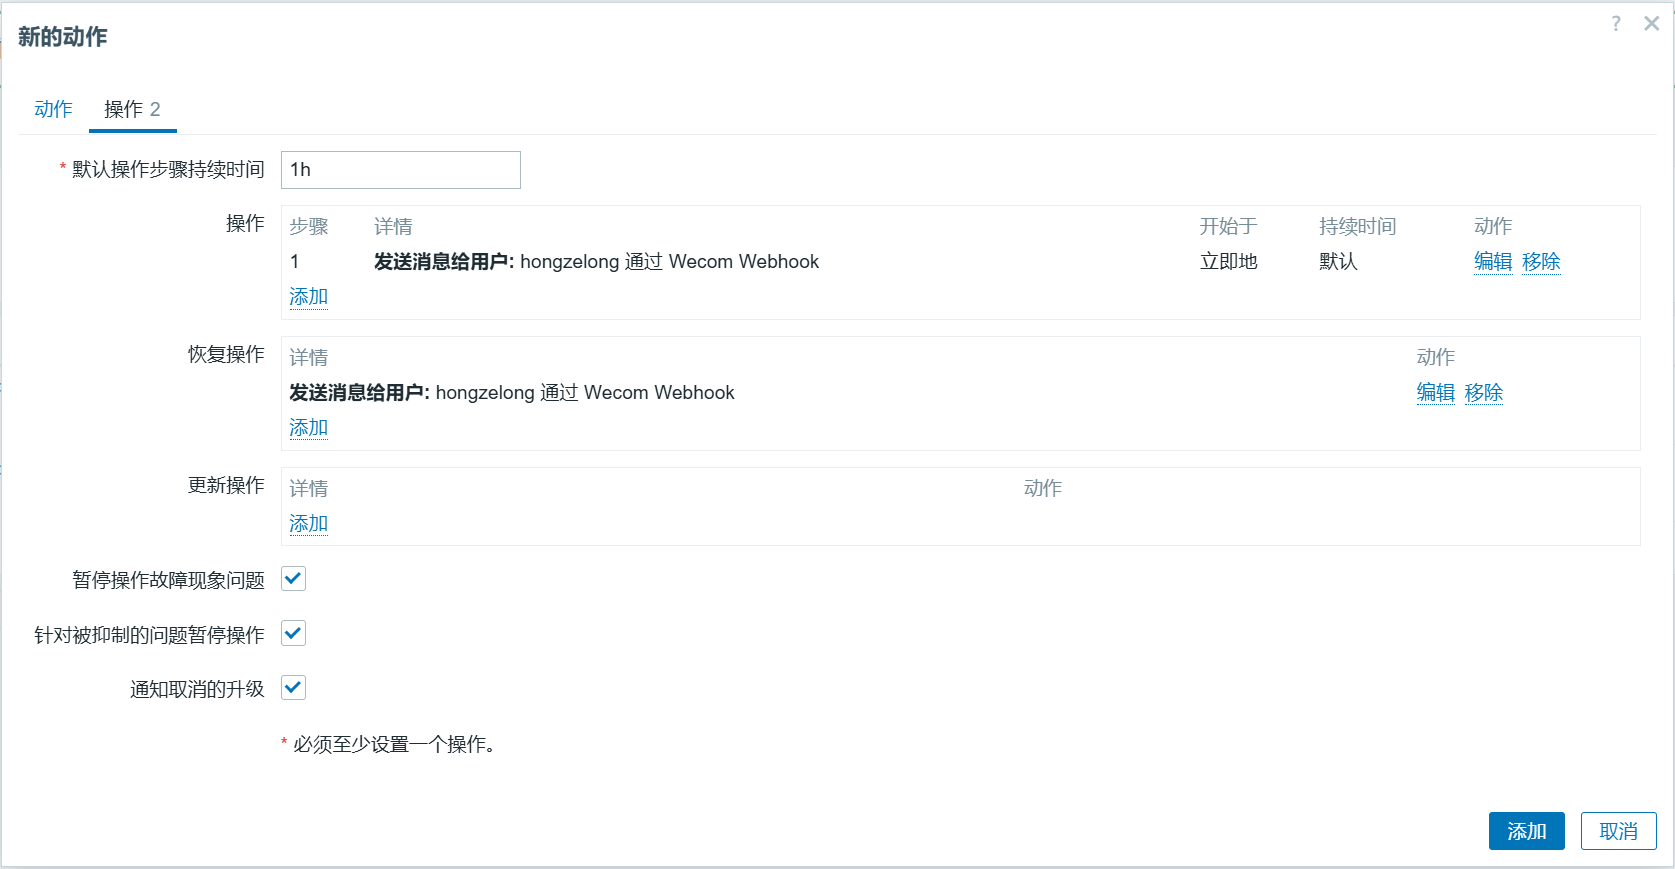 新的动作
?
动作 操作 2
* 默认操作步骤持续时间 1h
操作 步骤 详情 开始于 持续时间 动作
1 发送消息给用户: hongzelong 通过 Wecom Webhook 立即地 默认 编辑 移除
添加
恢复操作 详情 动作
发送消息给用户: hongzelong 通过 Wecom Webhook 编辑 移除
添加
更新操作 详情 动作
添加
暂停操作故障现象问题
针对被抑制的问题暂停操作
通知取消的升级
* 必须至少设置一个操作。
添加 取消